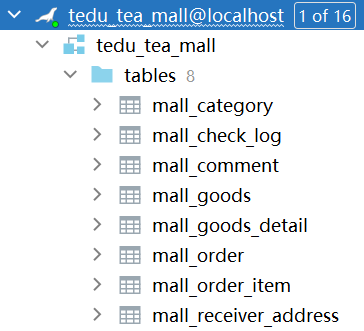 tedu_tea_mall@localhost 1 of 16
tedu_tea_mall
tables 8
mall_category
mall_check_log
mall_comment
mall_goods
mall_goods_detail
mall_order
mall_order_item
mall_receiver_address